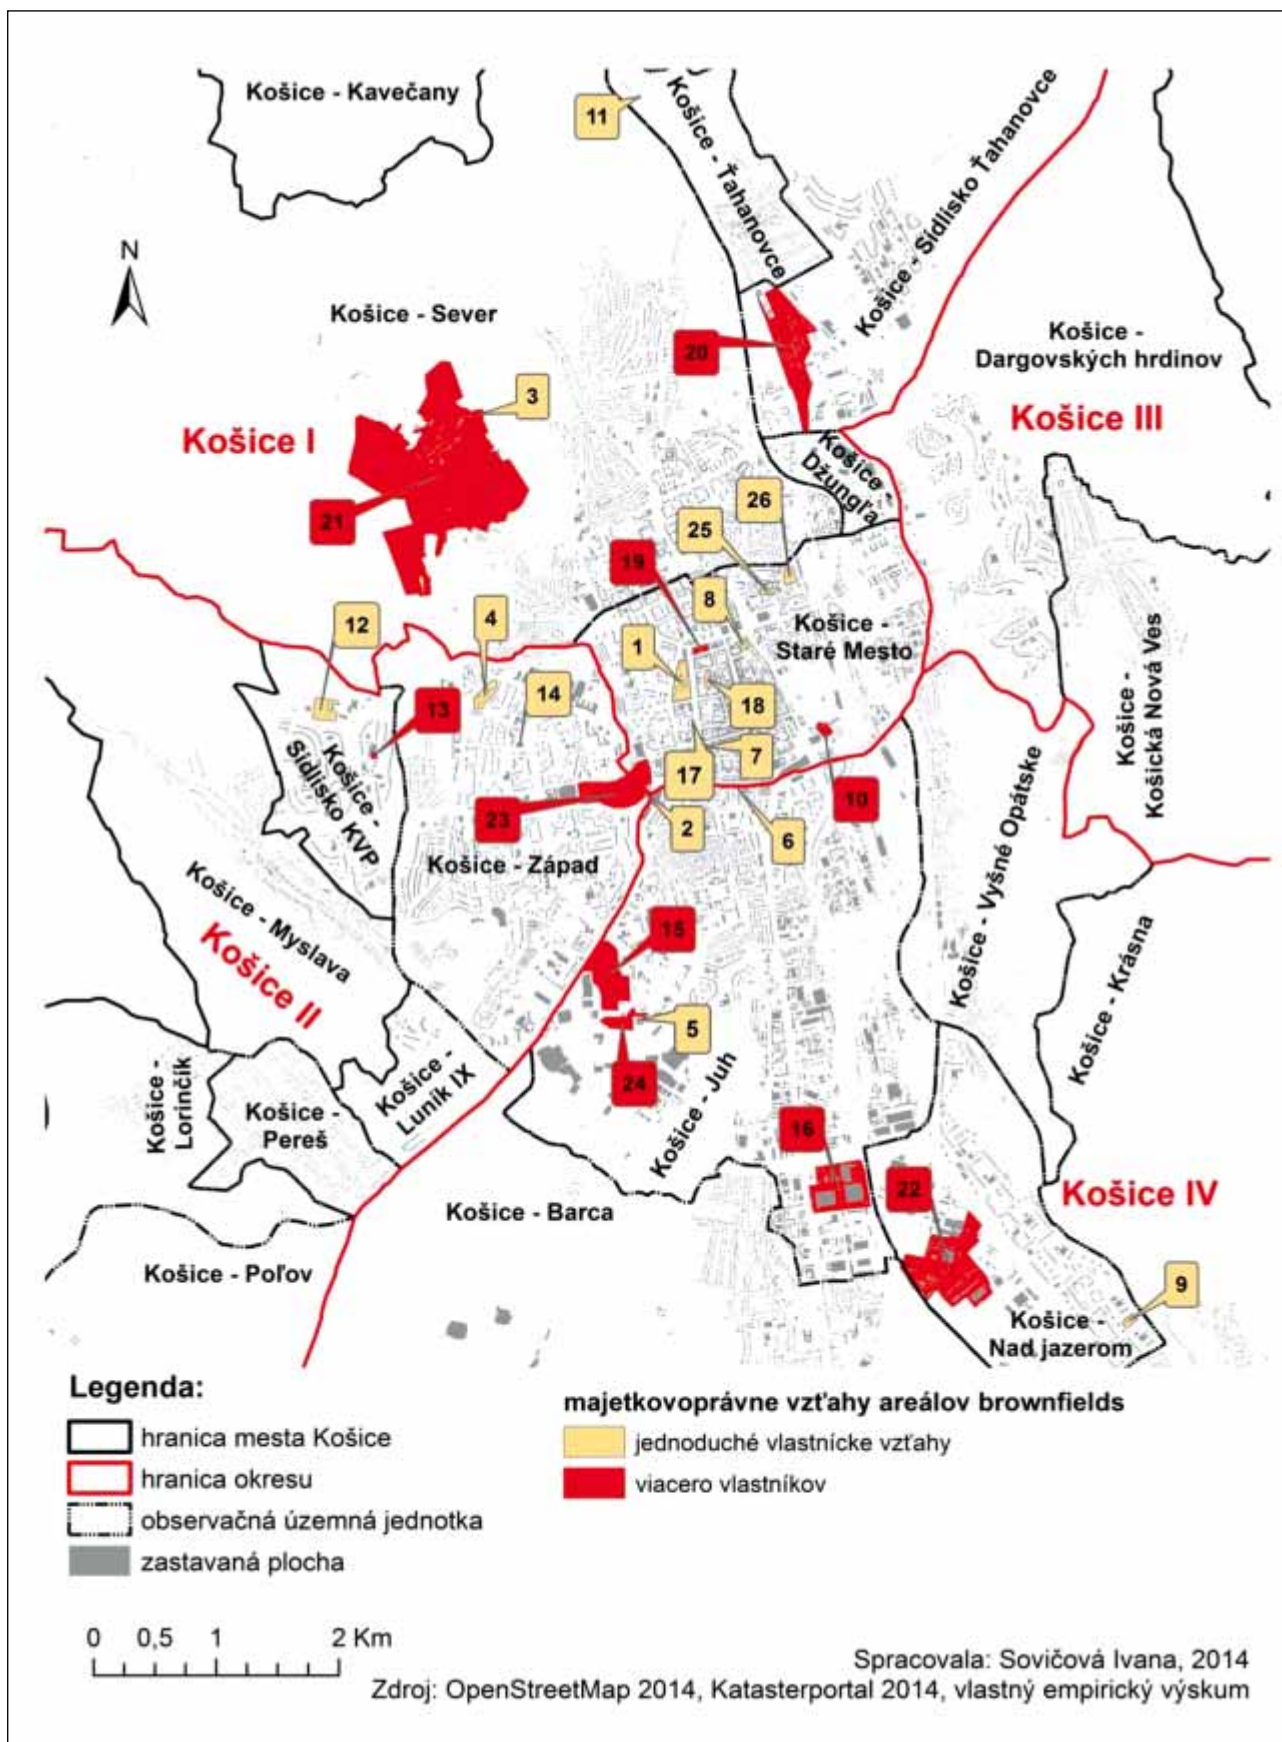 Košice - Kavečany
11
Košice - Ťahanovce
Košice - Sídlisko Ťahanovce
N
Košice - Sever
20
Košice -
Dargovských hrdinov
3
Košice I
Košice III
Košice -
Džungľa
21
26
25
19
8
12
4
1
Košice -
Staré Mesto
13
14
18
Košice -
Košická Nová Ves
Košice -
Sídlisko KVP
7
17
23
2
6
10
Košice - Vyšné Opátske
Košice - Západ
Košice - Myslava
Košice II
15
Košice - Krásna
5
24
Košice -
Lorinčík
Košice -
Luník IX
Košice -
Pereš
Košice - Juh
16
22
Košice IV
Košice - Barca
Košice - Poľov
9
Košice -
Nad jazerom
Legenda:
hranica mesta Košice
hranica okresu
observačná územná jednotka
zastavaná plocha
majetkovoprávne vzťahy areálov brownfields
jednoduché vlastnícke vzťahy
viacero vlastníkov
0 0,5 1 2 Km
Spracovala: Sovičová Ivana, 2014
Zdroj: OpenStreetMap 2014, Katasterportal 2014, vlastný empirický výskum